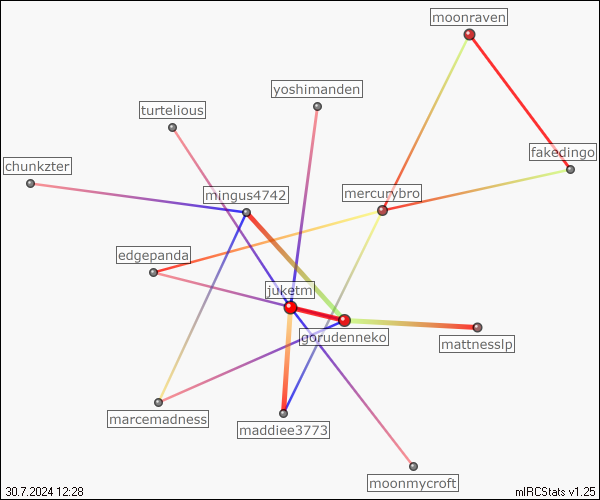 moonraven
yoshimanden
turtelious
fakedingo
chunkzter
mingus4742
mercurybro
edgepanda
juketm
gorudenneko
mattnesslp
marcemadness
maddiee3773
moonmycroft
30.7.2024 12:28
mIRCStats v1.25